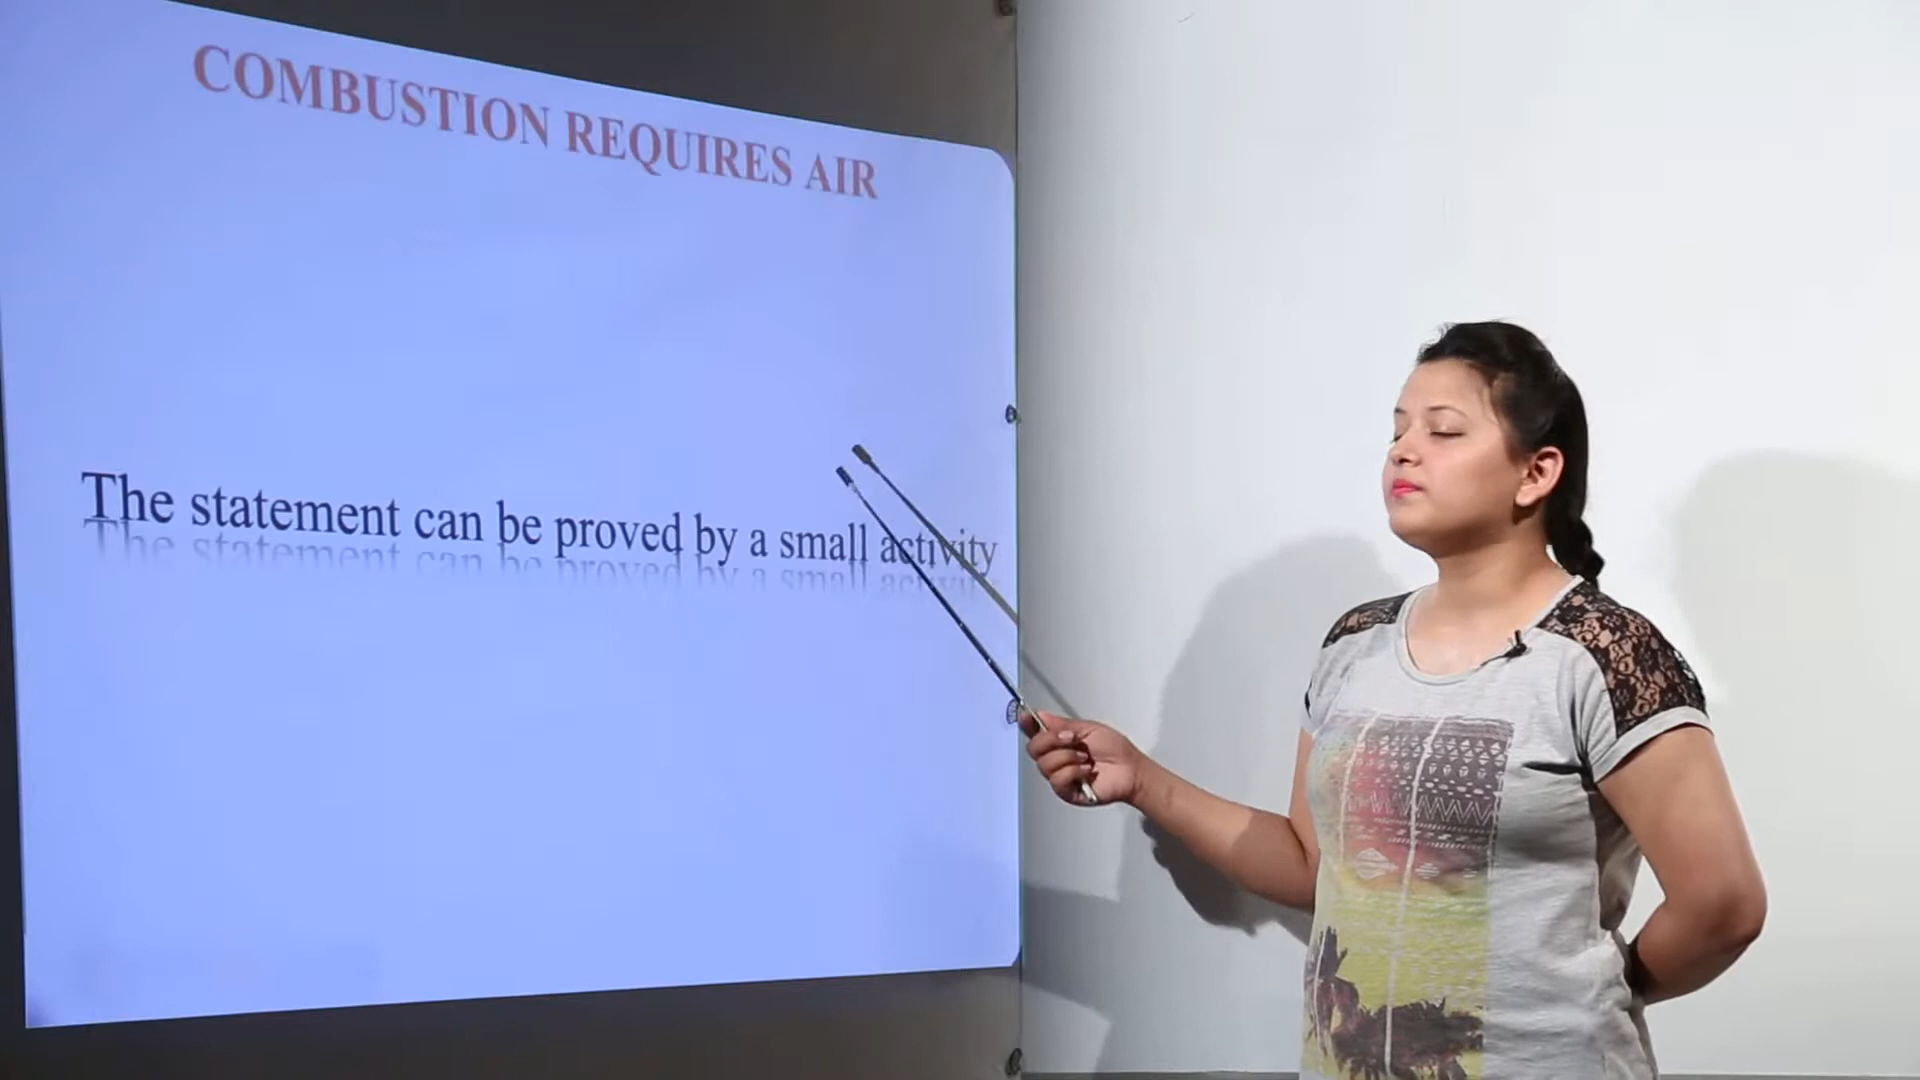 COMBUSTION REQUIRES AIR
The statement can be proved by a small activity